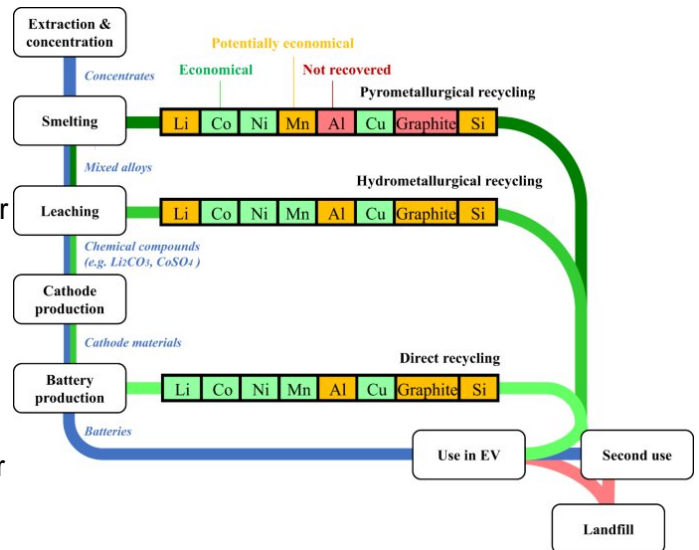 Extraction &
concentration
Potentially economical
Concentrates
Economical
Not recovered
Pyrometallurgical recycling
Smelting
Li Co Ni Mn Al Cu Graphite Si
Mixed alloys
Hydrometallurgical recycling
r
Leaching
Li Co Ni Mn Al Cu Graphite Si
Chemical compounds
(e.g. Li2CO3, CoSO4 )
Cathode
production
Cathode materials
Direct recycling
Battery
production
Li Co Ni Mn Al Cu Graphite Si
Batteries
r
Use in EV
Second use
Landfill